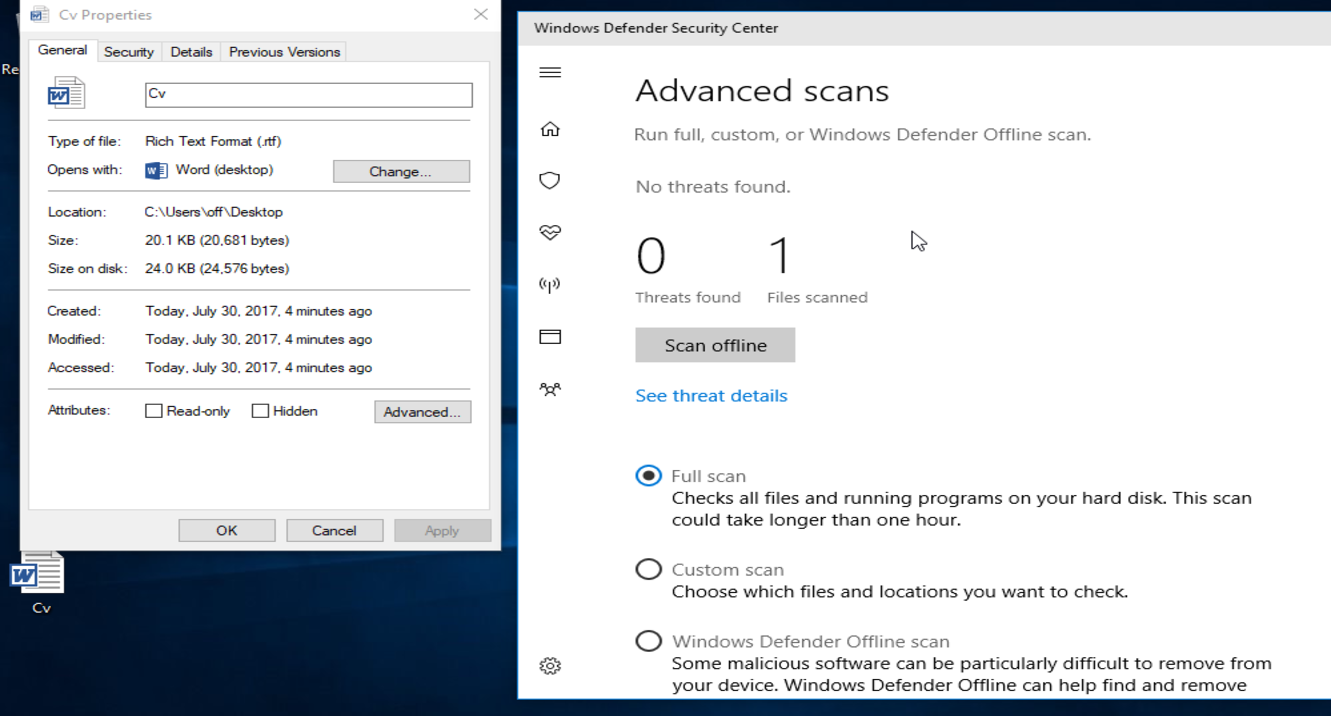 Cv Properties
General Security Details Previous Versions
Cv
Type of file: Rich Text Format (.rtf)
Opens with: Word (desktop) Change...
Location: C:\Users\off\Desktop
Size: 20.1 KB (20,681 bytes)
Size on disk: 24.0 KB (24,576 bytes)
Created: Today, July 30, 2017, 4 minutes ago
Modified: Today, July 30, 2017, 4 minutes ago
Accessed: Today, July 30, 2017, 4 minutes ago
Attributes: Read-only Hidden Advanced...
OK Cancel Apply
Re
Cv
Windows Defender Security Center
Advanced scans
Run full, custom, or Windows Defender Offline scan.
No threats found.
0 1
Threats found Files scanned
Scan offline
See threat details
Full scan
Checks all files and running programs on your hard disk. This scan
could take longer than one hour.
Custom scan
Choose which files and locations you want to check.
Windows Defender Offline scan
Some malicious software can be particularly difficult to remove from
your device. Windows Defender Offline can help find and remove